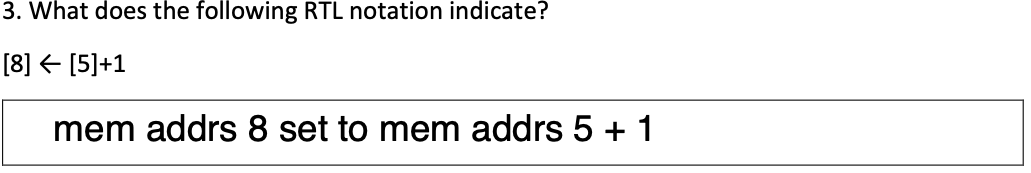 3. What does the following RTL notation indicate?
[8] ← [5]+1
mem addrs 8 set to mem addrs 5 + 1